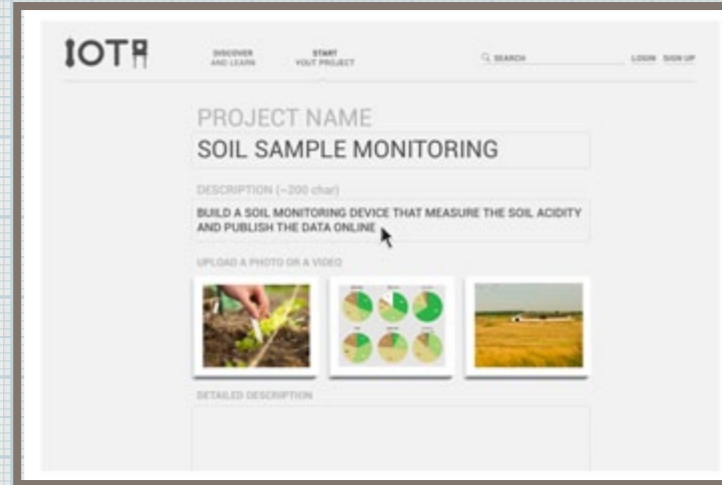 IOTA
DISCOVER START
AND LEARN YOUT PROJECT
SEARCH
LOGIN SIGN UP
PROJECT NAME
SOIL SAMPLE MONITORING
DESCRIPTION (~200 char)
BUILD A SOIL MONITORING DEVICE THAT MEASURE THE SOIL ACIDITY
AND PUBLISH THE DATA ONLINE
UPLOAD A PHOTO OR A VIDEO
DETAILED DESCRIPTION